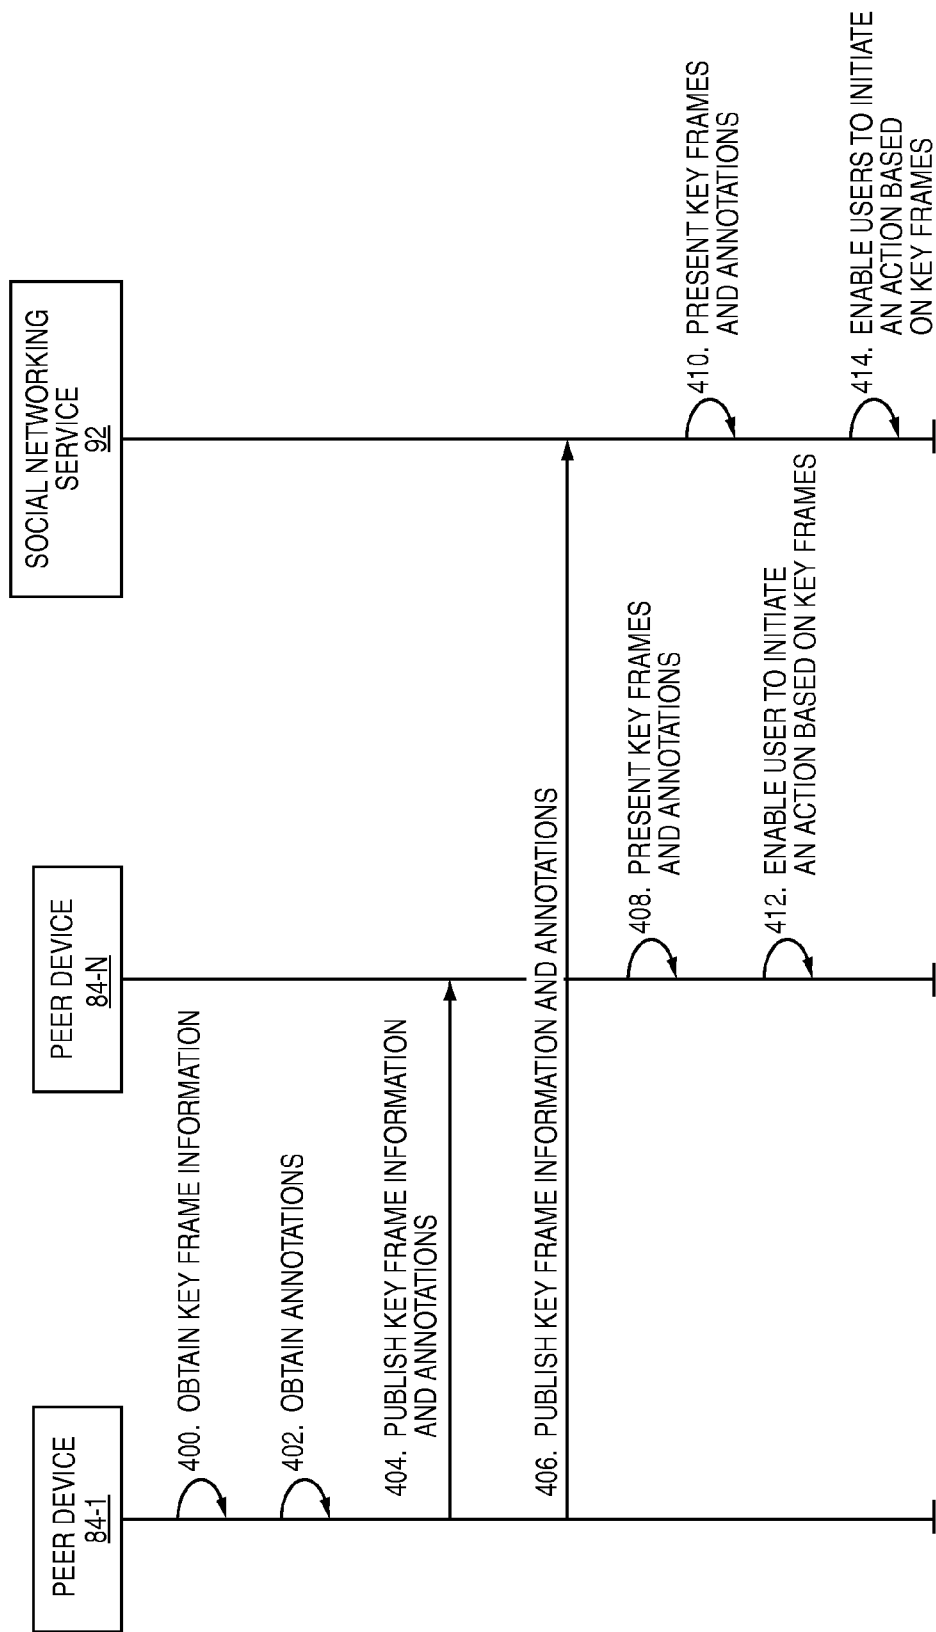 PEER DEVICE
84-1
PEER DEVICE
84-N
SOCIAL NETWORKING
SERVICE
92
400. OBTAIN KEY FRAME INFORMATION
402. OBTAIN ANNOTATIONS
404. PUBLISH KEY FRAME INFORMATION
AND ANNOTATIONS
406. PUBLISH KEY FRAME INFORMATION AND ANNOTATIONS
408. PRESENT KEY FRAMES
AND ANNOTATIONS
410. PRESENT KEY FRAMES
AND ANNOTATIONS
412. ENABLE USER TO INITIATE
AN ACTION BASED ON KEY FRAMES
414. ENABLE USERS TO INITIATE
AN ACTION BASED
ON KEY FRAMES